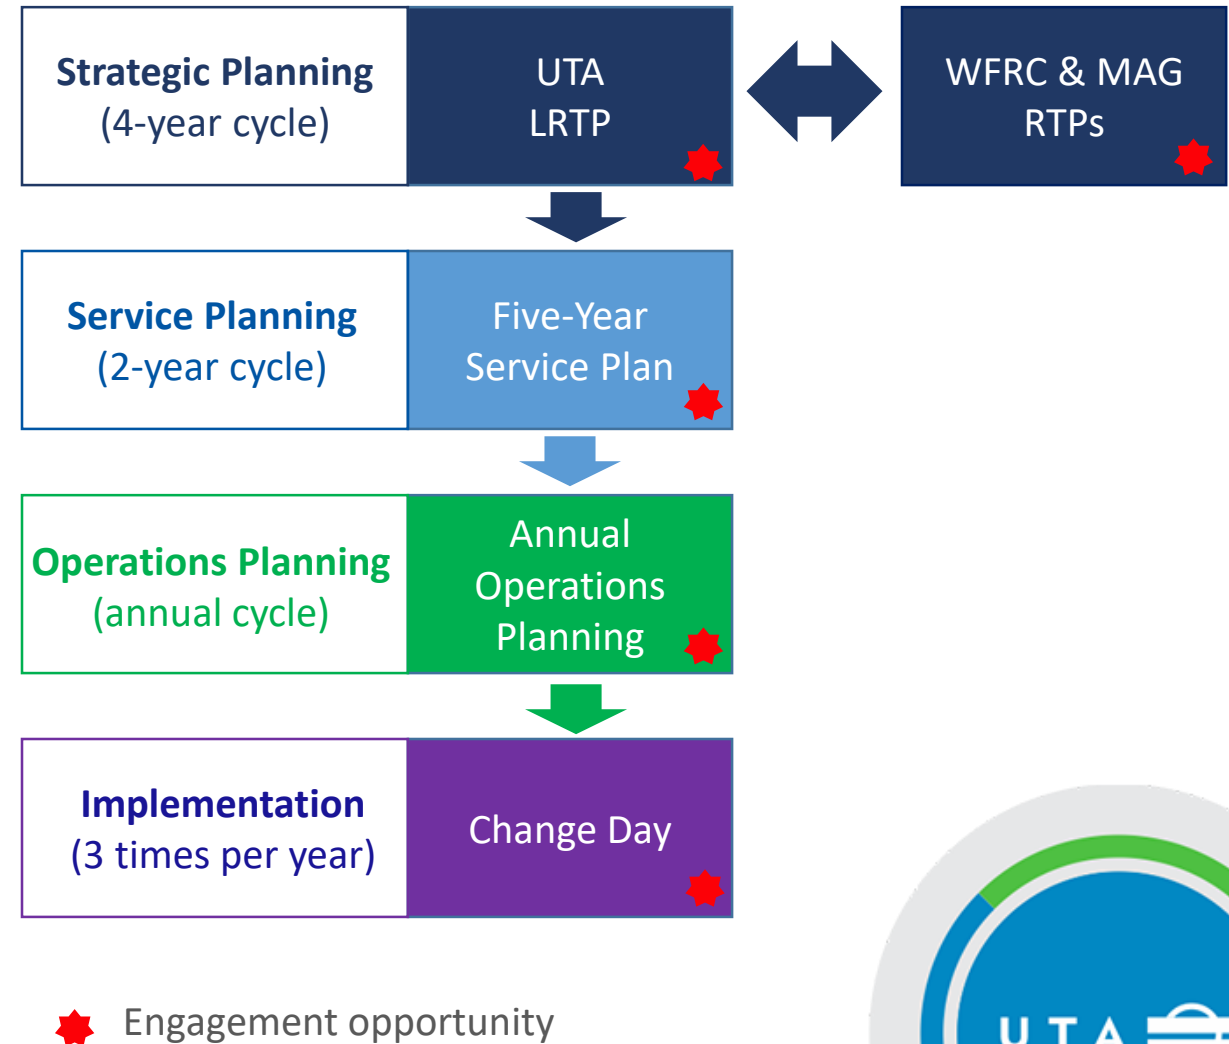 Strategic Planning
(4-year cycle)
UTA
LRTP
WFRC & MAG
RTPs
Service Planning
(2-year cycle)
Five-Year
Service Plan
Operations Planning
(annual cycle)
Annual
Operations
Planning
Implementation
(3 times per year)
Change Day
Engagement opportunity
UTA